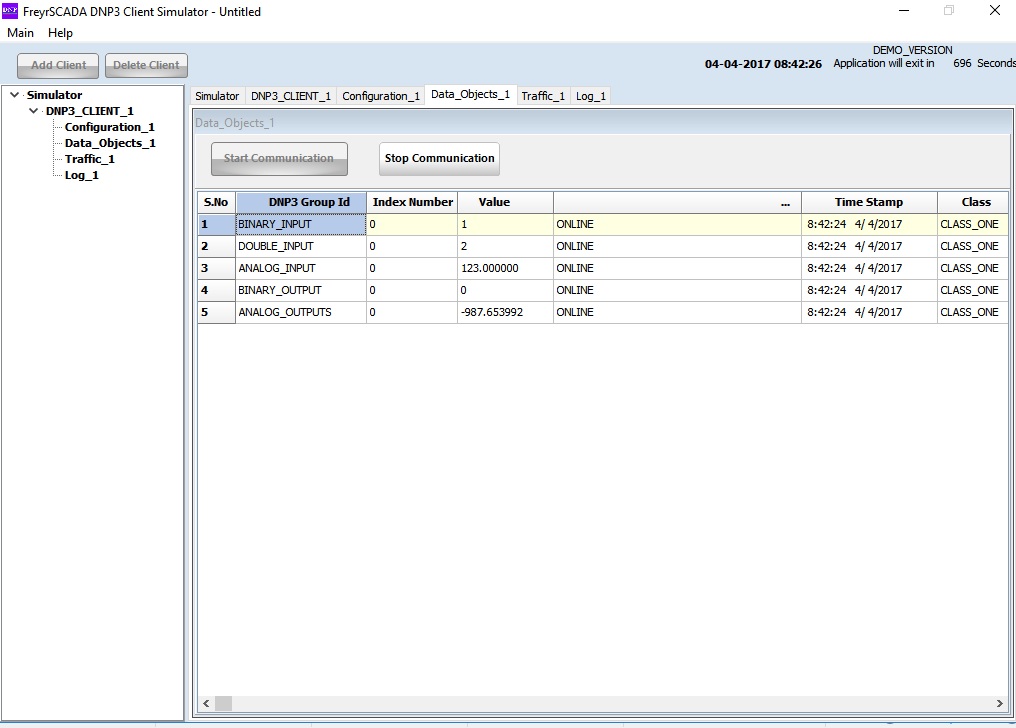 DNP FreyrSCADA DNP3 Client Simulator - Untitled
Main Help
Add Client Delete Client
DEMO_VERSION
04-04-2017 08:42:26 Application will exit in 696 Seconds
Simulator
DNP3_CLIENT_1
Configuration_1
Data_Objects_1
Traffic_1
Log_1
Simulator DNP3_CLIENT_1 Configuration_1 Data_Objects_1 Traffic_1 Log_1
Data_Objects_1
Start Communication Stop Communication
S.No DNP3 Group Id Index Number Value ... Time Stamp Class
1 BINARY_INPUT 0 1 ONLINE 8:42:24 4/ 4/2017 CLASS_ONE
2 DOUBLE_INPUT 0 2 ONLINE 8:42:24 4/ 4/2017 CLASS_ONE
3 ANALOG_INPUT 0 123.000000 ONLINE 8:42:24 4/ 4/2017 CLASS_ONE
4 BINARY_OUTPUT 0 0 ONLINE 8:42:24 4/ 4/2017 CLASS_ONE
5 ANALOG_OUTPUTS 0 -987.653992 ONLINE 8:42:24 4/ 4/2017 CLASS_ONE